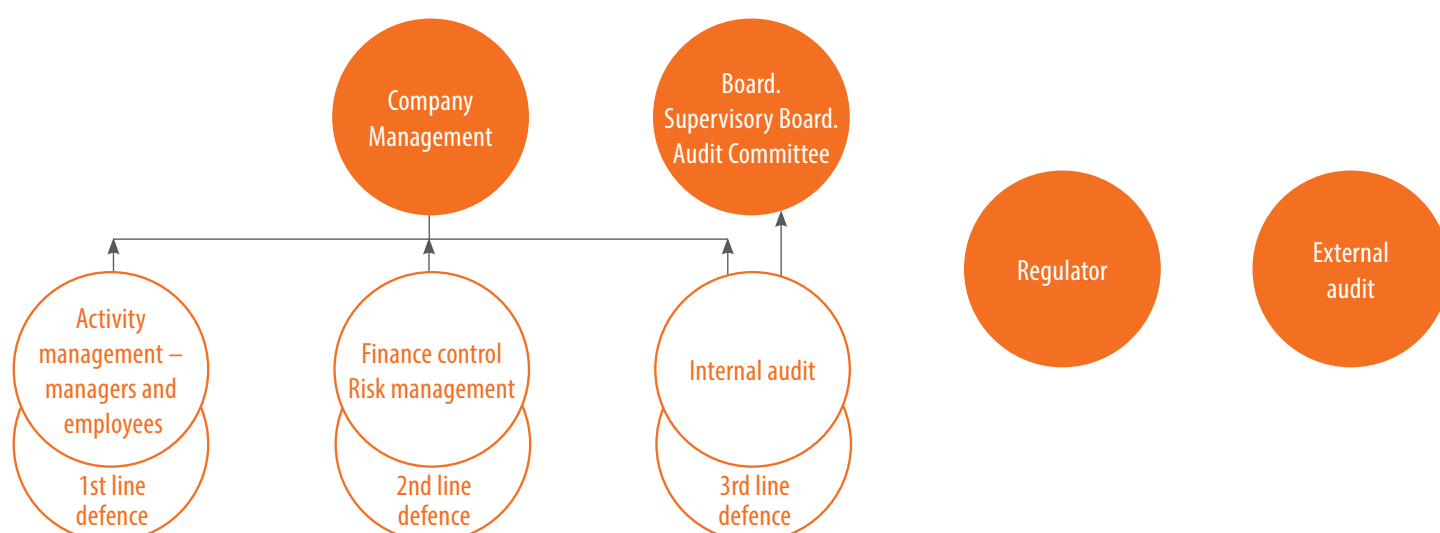 Company
Management
Board.
Supervisory Board.
Audit Committee
Regulator
External
audit
Activity
management –
managers and
employees
Finance control
Risk management
Internal audit
1st line
defence
2nd line
defence
3rd line
defence